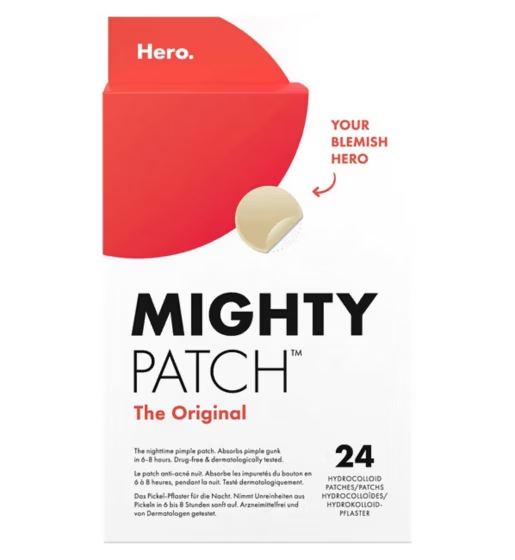 Hero.
YOUR
BLEMISH
HERO
MIGHTY
PATCH™
The Original
The nighttime pimple patch. Absorbs pimple gunk
in 6-8 hours. Drug-free & dermatologically tested.
Le patch anti-acné nuit. Absorbe les impuretés du bouton en
6 à 8 heures, pendant la nuit. Testé dermatologiquement.
Das Pickel-Pflaster für die Nacht. Nimmt Unreinheiten aus
Pickeln in 6 bis 8 Stunden sanft auf. Arzneimittelfrei und
von Dermatologen getestet.
24
HYDROCOLLOID
PATCHES/PATCHS
HYDROCOLLOÏDES/
HYDROKOLLOID-
PFLASTER